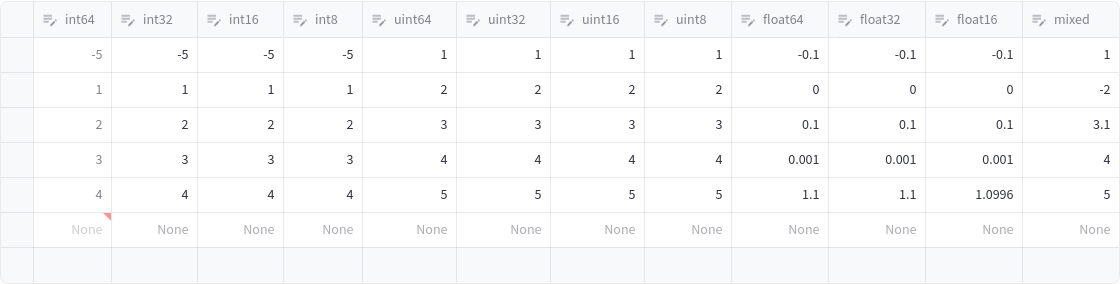 int64 int32 int16 int8 uint64 uint32 uint16 uint8 float64 float32 float16 mixed
-5 -5 -5 -5 1 1 1 1 -0.1 -0.1 -0.1 1
1 1 1 1 2 2 2 2 0 0 0 -2
2 2 2 2 3 3 3 3 0.1 0.1 0.1 3.1
3 3 3 3 4 4 4 4 0.001 0.001 0.001 4
4 4 4 4 5 5 5 5 1.1 1.1 1.0996 5
None None None None None None None None None None None None